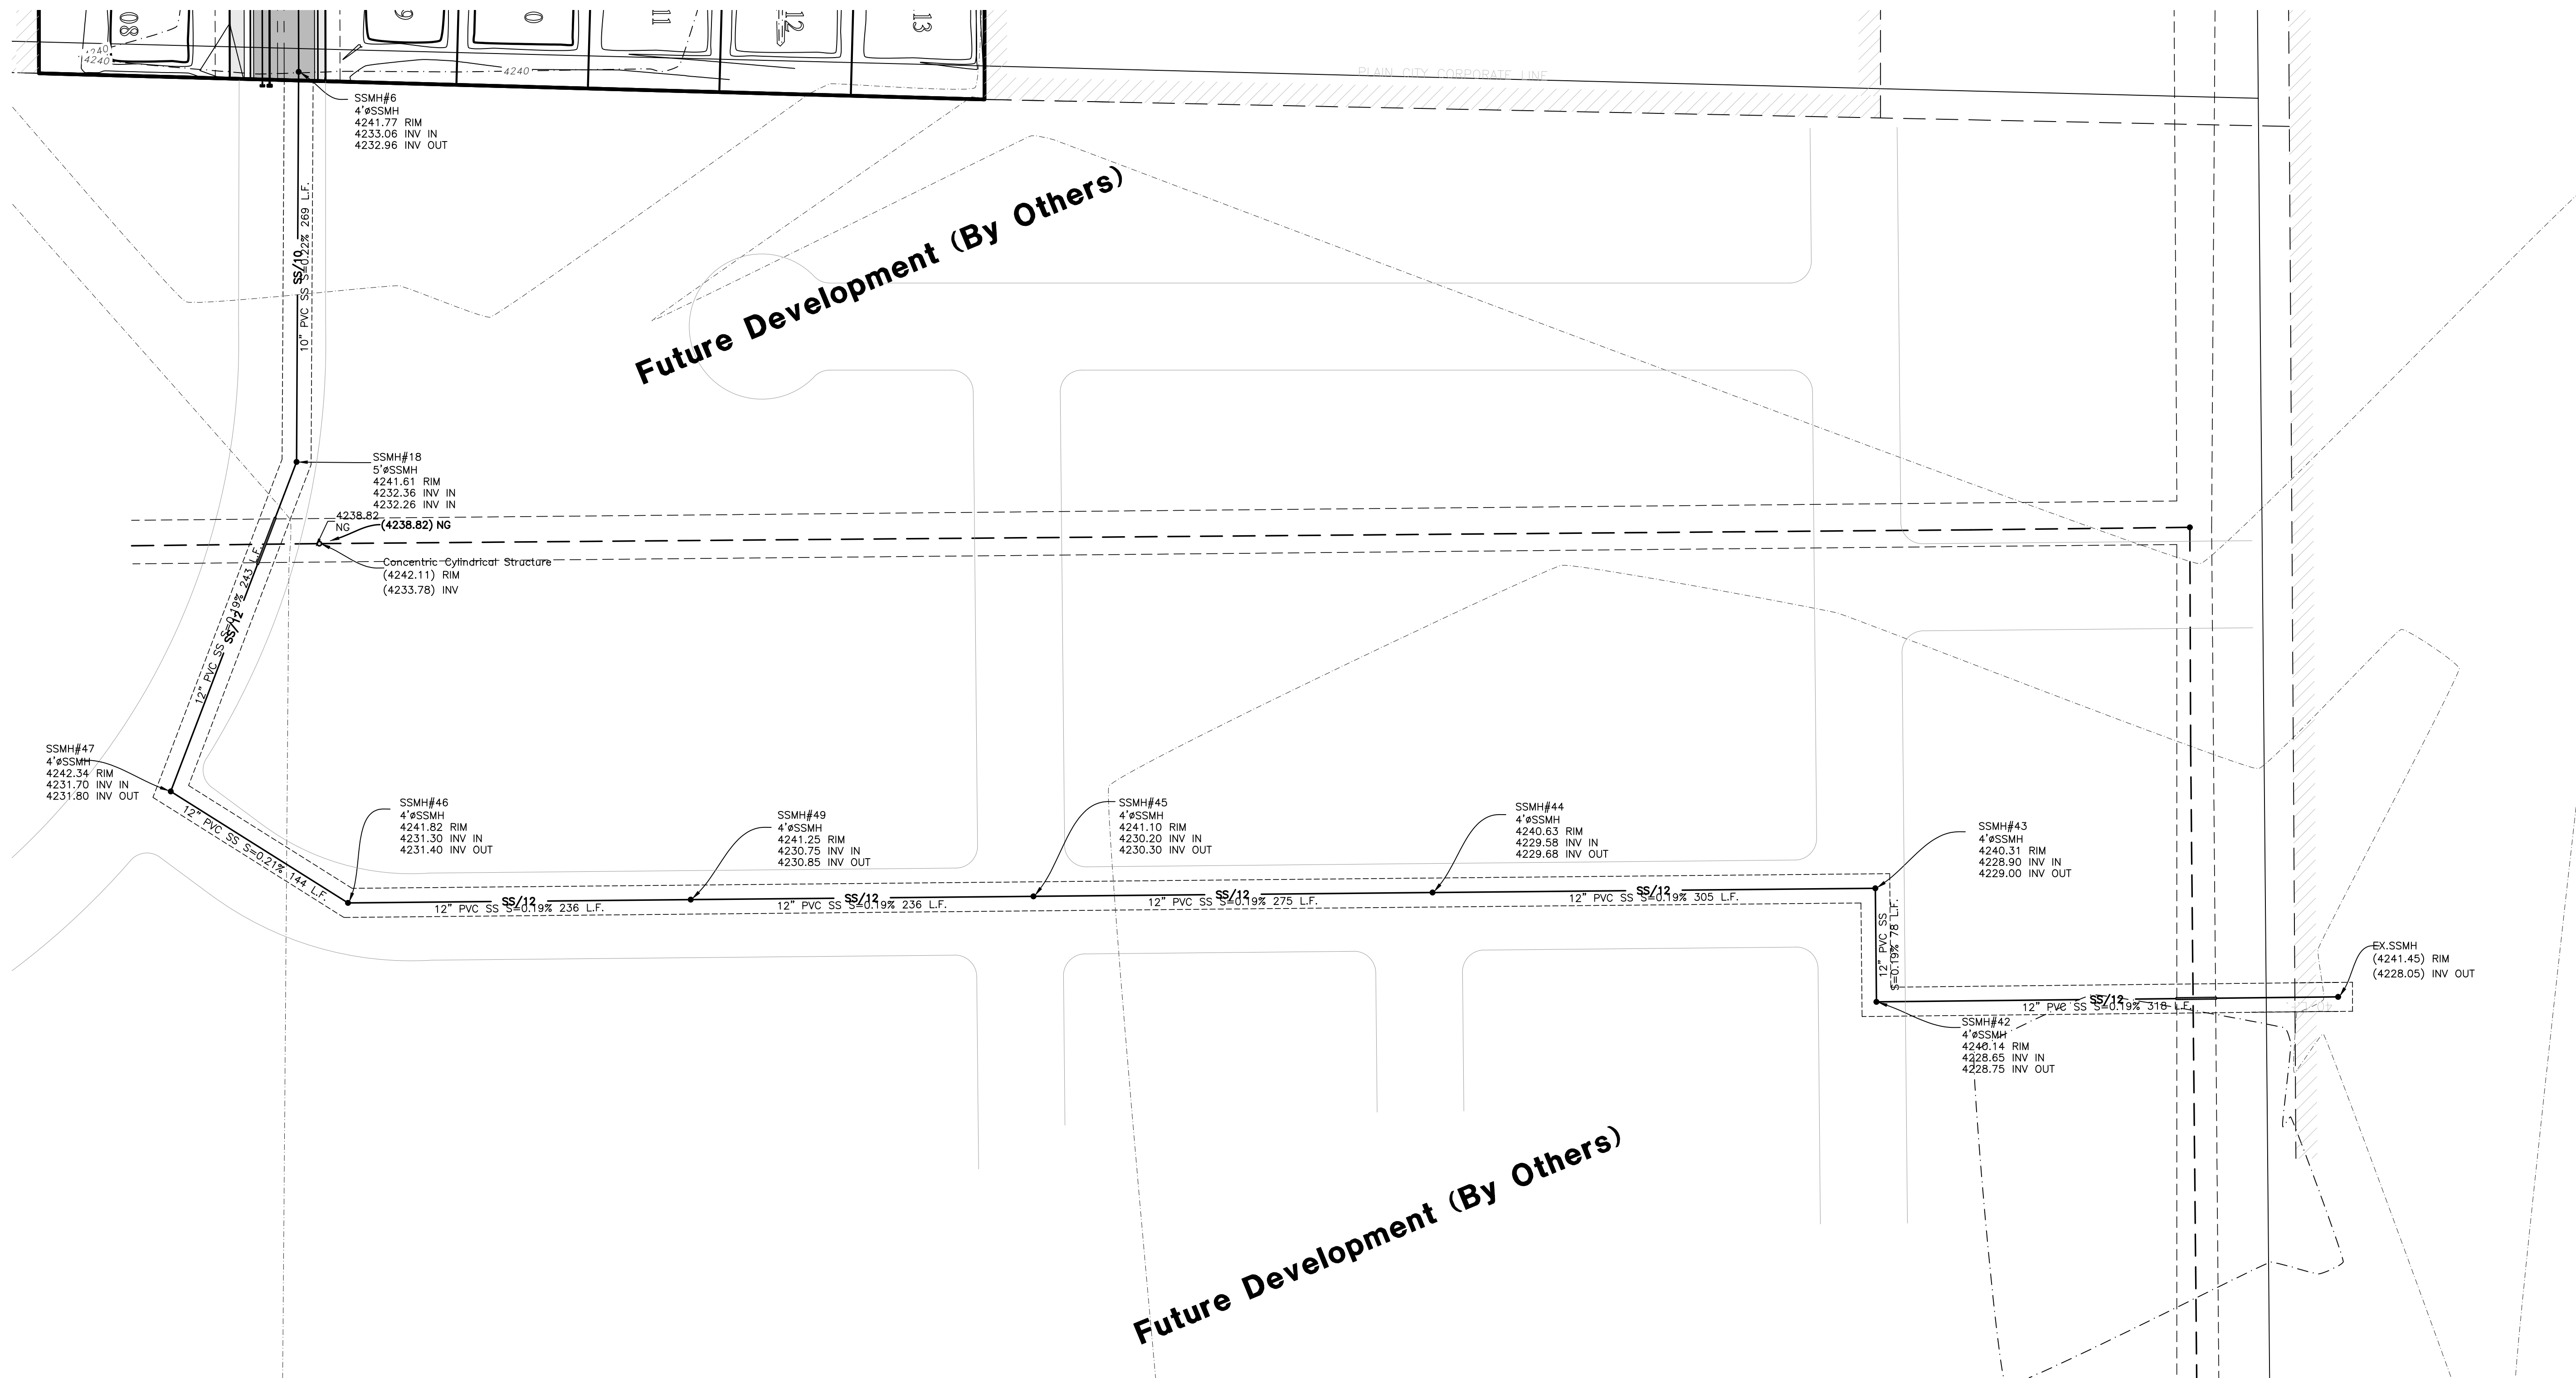 08
9
0
11
12
13
4240
4240
4240
PLAIN CITY CORPORATE LINE
SSMH#6
4'øSSMH
4241.77 RIM
4233.06 INV IN
4232.96 INV OUT
Future Development (By Others)
SS/10
10" PVC SS S=0.22% 269 L.F.
SSMH#18
5'øSSMH
4241.61 RIM
4232.36 INV IN
4232.26 INV IN
4238.82
NG
(4238.82) NG
Concentric Cylindrical Structure
(4242.11) RIM
(4233.78) INV
SS/12
12" PVC SS S=0.19% 243 L.F.
SSMH#47
4'øSSMH
4242.34 RIM
4231.70 INV IN
4231.80 INV OUT
12" PVC SS S=0.21% 144 L.F.
SSMH#46
4'øSSMH
4241.82 RIM
4231.30 INV IN
4231.40 INV OUT
SS/12
12" PVC SS S=0.19% 236 L.F.
SSMH#49
4'øSSMH
4241.25 RIM
4230.75 INV IN
4230.85 INV OUT
SS/12
12" PVC SS S=0.19% 236 L.F.
SSMH#45
4'øSSMH
4241.10 RIM
4230.20 INV IN
4230.30 INV OUT
SS/12
12" PVC SS S=0.19% 275 L.F.
SSMH#44
4'øSSMH
4240.63 RIM
4229.58 INV IN
4229.68 INV OUT
SS/12
12" PVC SS S=0.19% 305 L.F.
SSMH#43
4'øSSMH
4240.31 RIM
4228.90 INV IN
4229.00 INV OUT
12" PVC SS
S=0.19% 78 L.F.
EX.SSMH
(4241.45) RIM
(4228.05) INV OUT
SS/12
12" PVC SS S=0.19% 318 L.F.
SSMH#42
4'øSSMH
4240.14 RIM
4228.65 INV IN
4228.75 INV OUT
Future Development (By Others)